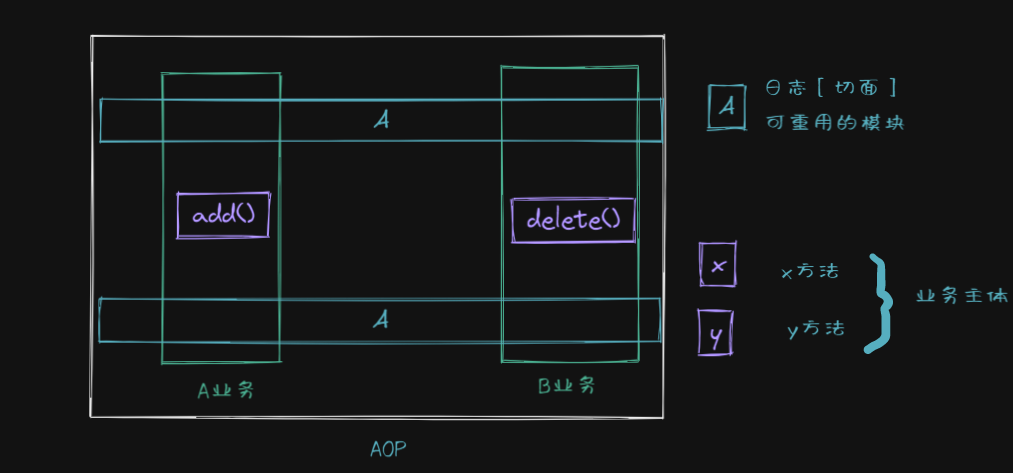 A
add()
delete()
A
A业务
B业务
AOP
A
日志 [ 切面 ]
可重用的模块
x
x方法
y
y方法
业务主体